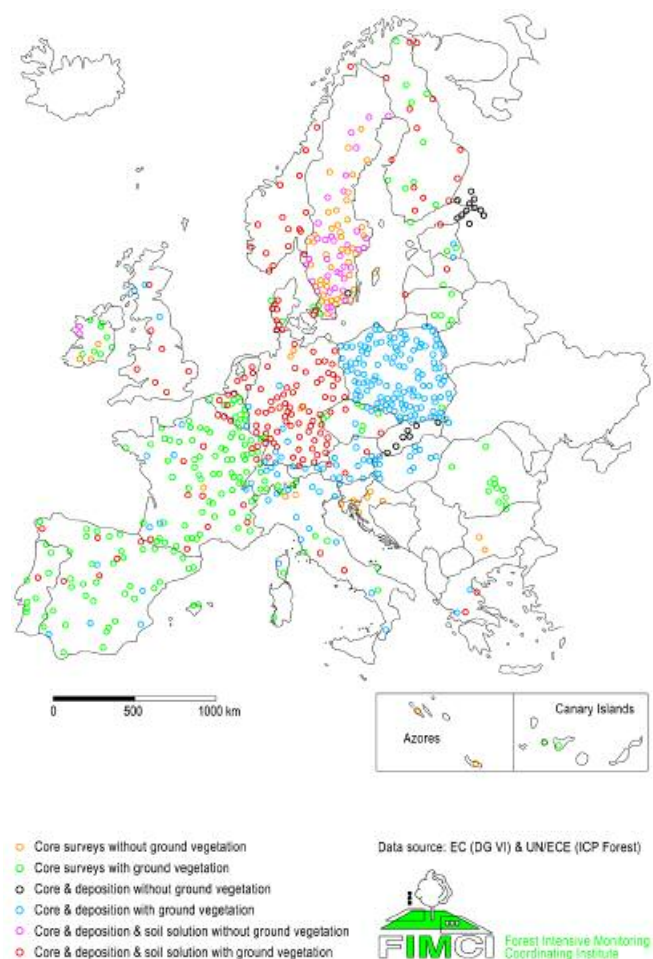 0 500 1000 km
Azores
Canary Islands
Core surveys without ground vegetation
Core surveys with ground vegetation
Core & deposition without ground vegetation
Core & deposition with ground vegetation
Core & deposition & soil solution without ground vegetation
Core & deposition & soil solution with ground vegetation
Data source: EC (DG VI) & UN/ECE (ICP Forest)
FIMCI
Forest Intensive Monitoring
Coordinating Institute